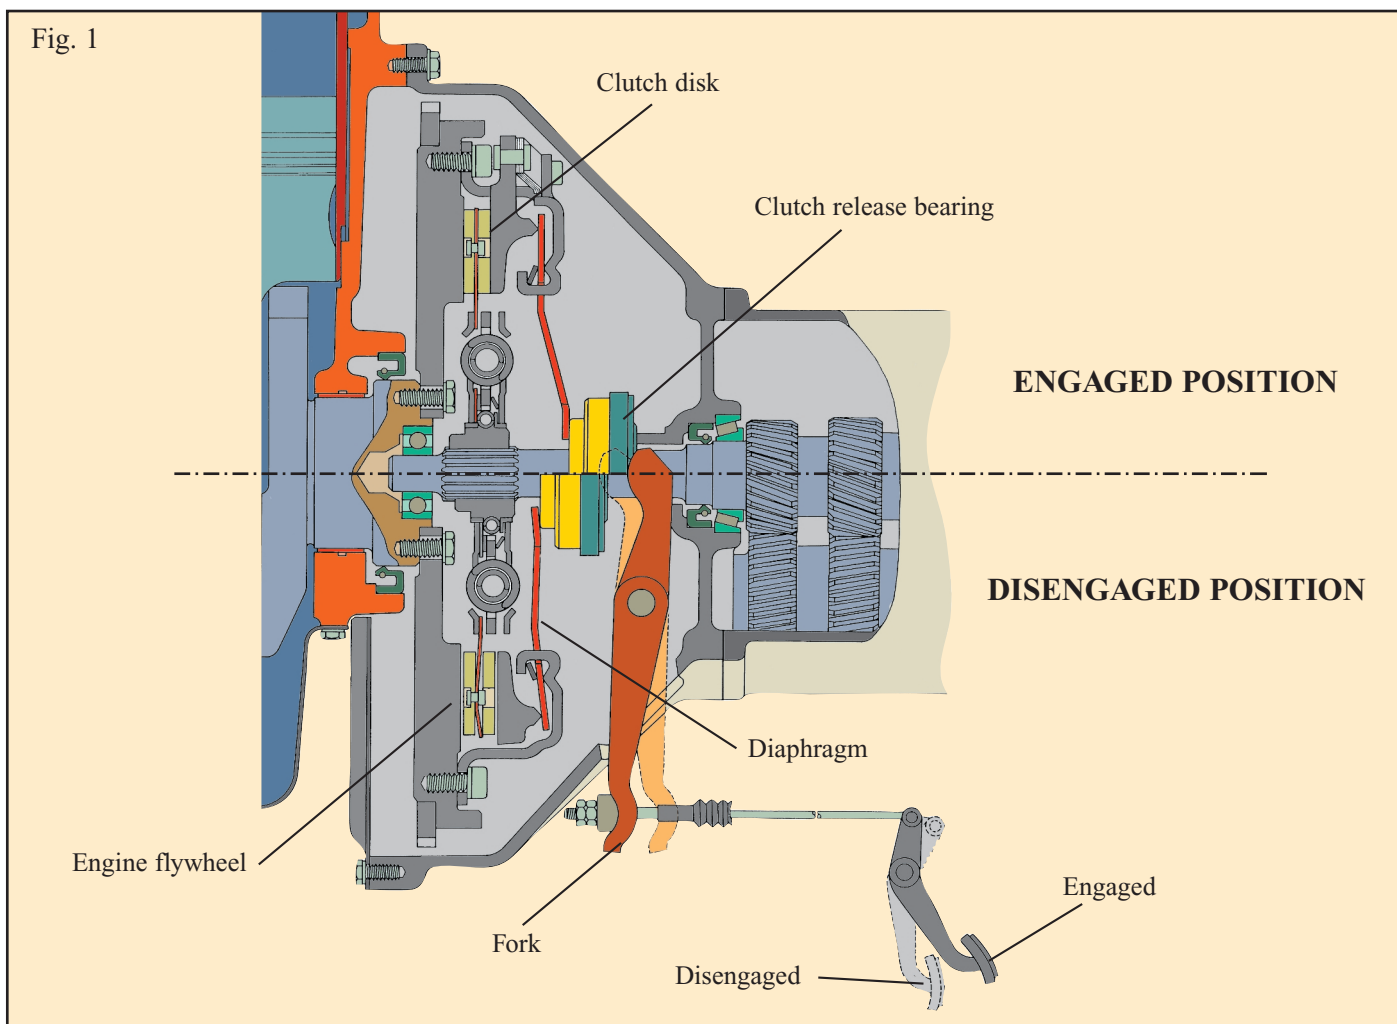 Fig. 1
Clutch disk
Clutch release bearing
ENGAGED POSITION
DISENGAGED POSITION
Diaphragm
Engine flywheel
Engaged
Fork
Disengaged